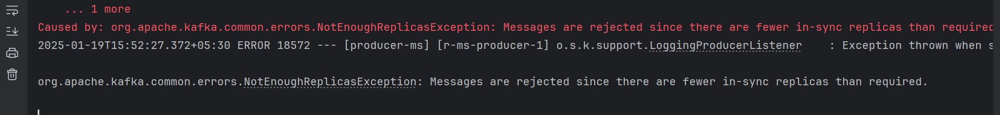 ... 1 more
Caused by: org.apache.kafka.common.errors.NotEnoughReplicasException: Messages are rejected since there are fewer in-sync replicas than required
2025-01-19T15:52:27.372+05:30 ERROR 18572 --- [producer-ms] [r-ms-producer-1] o.s.k.support.LoggingProducerListener    : Exception thrown when s
org.apache.kafka.common.errors.NotEnoughReplicasException: Messages are rejected since there are fewer in-sync replicas than required.